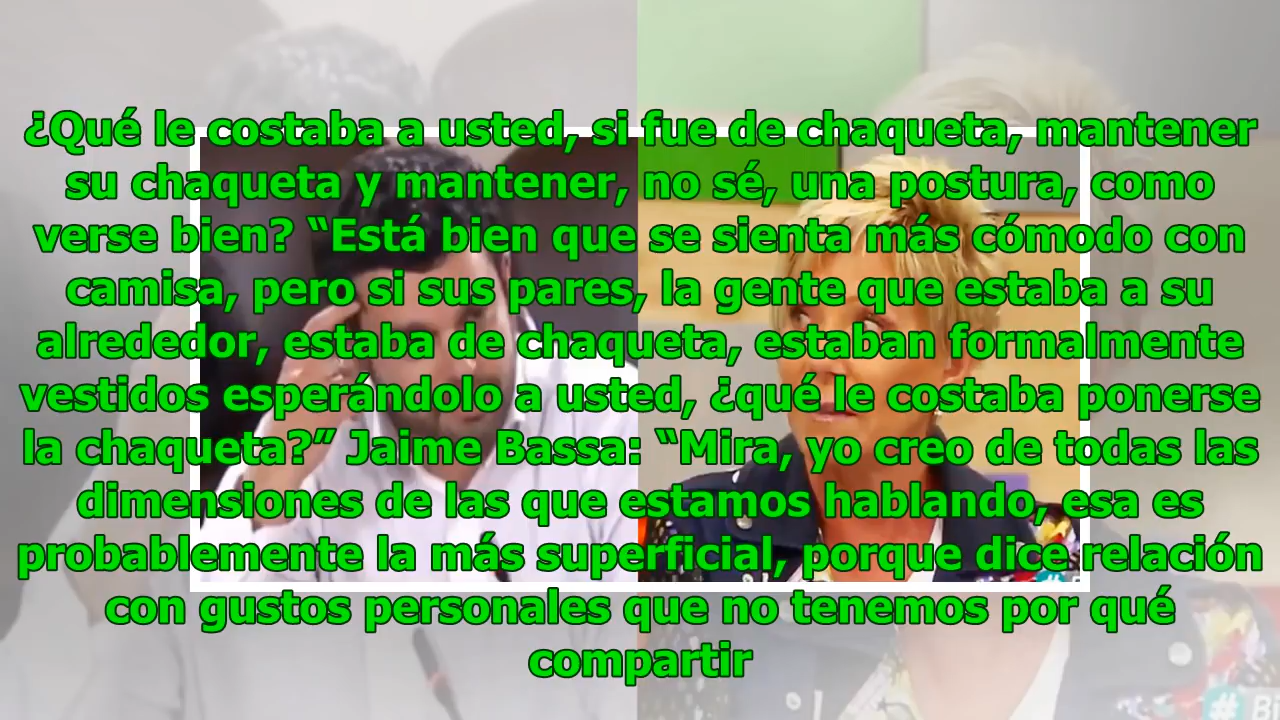 ¿Qué le costaba a usted, si fue de chaqueta, mantener
su chaqueta y mantener, no sé, una postura, como
verse bien? “Está bien que se sienta más cómodo con
camisa, pero si sus pares, la gente que estaba a su
alrededor, estaba de chaqueta, estaban formalmente
vestidos esperándolo a usted, ¿qué le costaba ponerse
la chaqueta?” Jaime Bassa: “Mira, yo creo de todas las
dimensiones de las que estamos hablando, esa es
probablemente la más superficial, porque dice relación
con gustos personales que no tenemos por qué
compartir